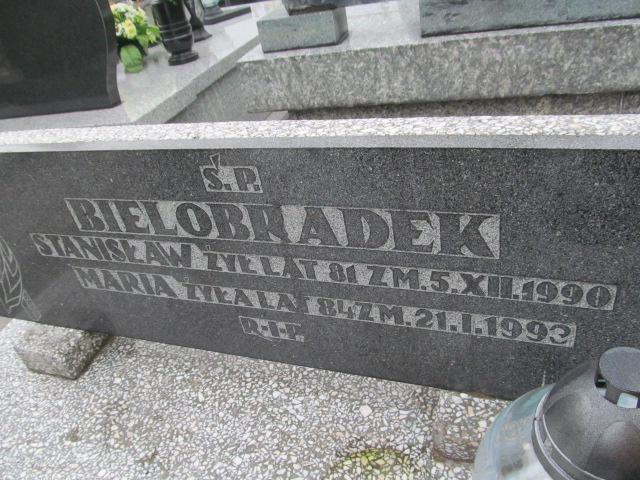 Ś.P.
BIELOBRADEK
STANISŁAW ŻYŁ LAT 81 ZM. 5.XII.1990
MARIA ŻYŁA LAT 84 ZM. 21.I.1993
R.I.P.